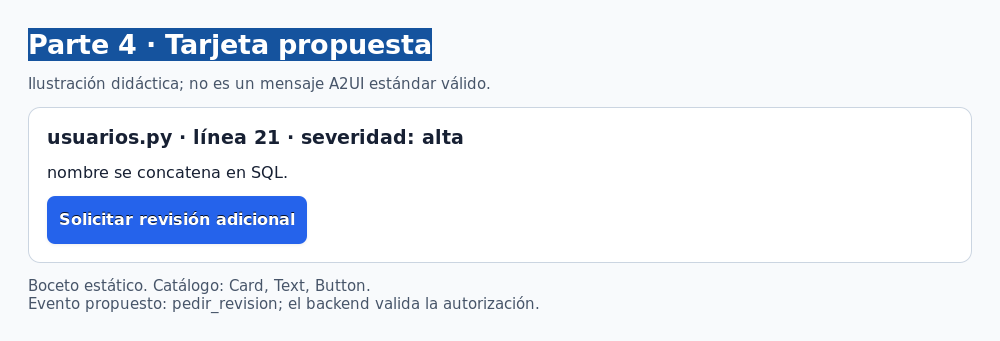 Parte 4 · Tarjeta propuesta
Ilustración didáctica; no es un mensaje A2UI estándar válido.
usuarios.py · línea 21 · severidad: alta
nombre se concatena en SQL.
Solicitar revisión adicional
Boceto estático. Catálogo: Card, Text, Button.
Evento propuesto: pedir_revision; el backend valida la autorización.